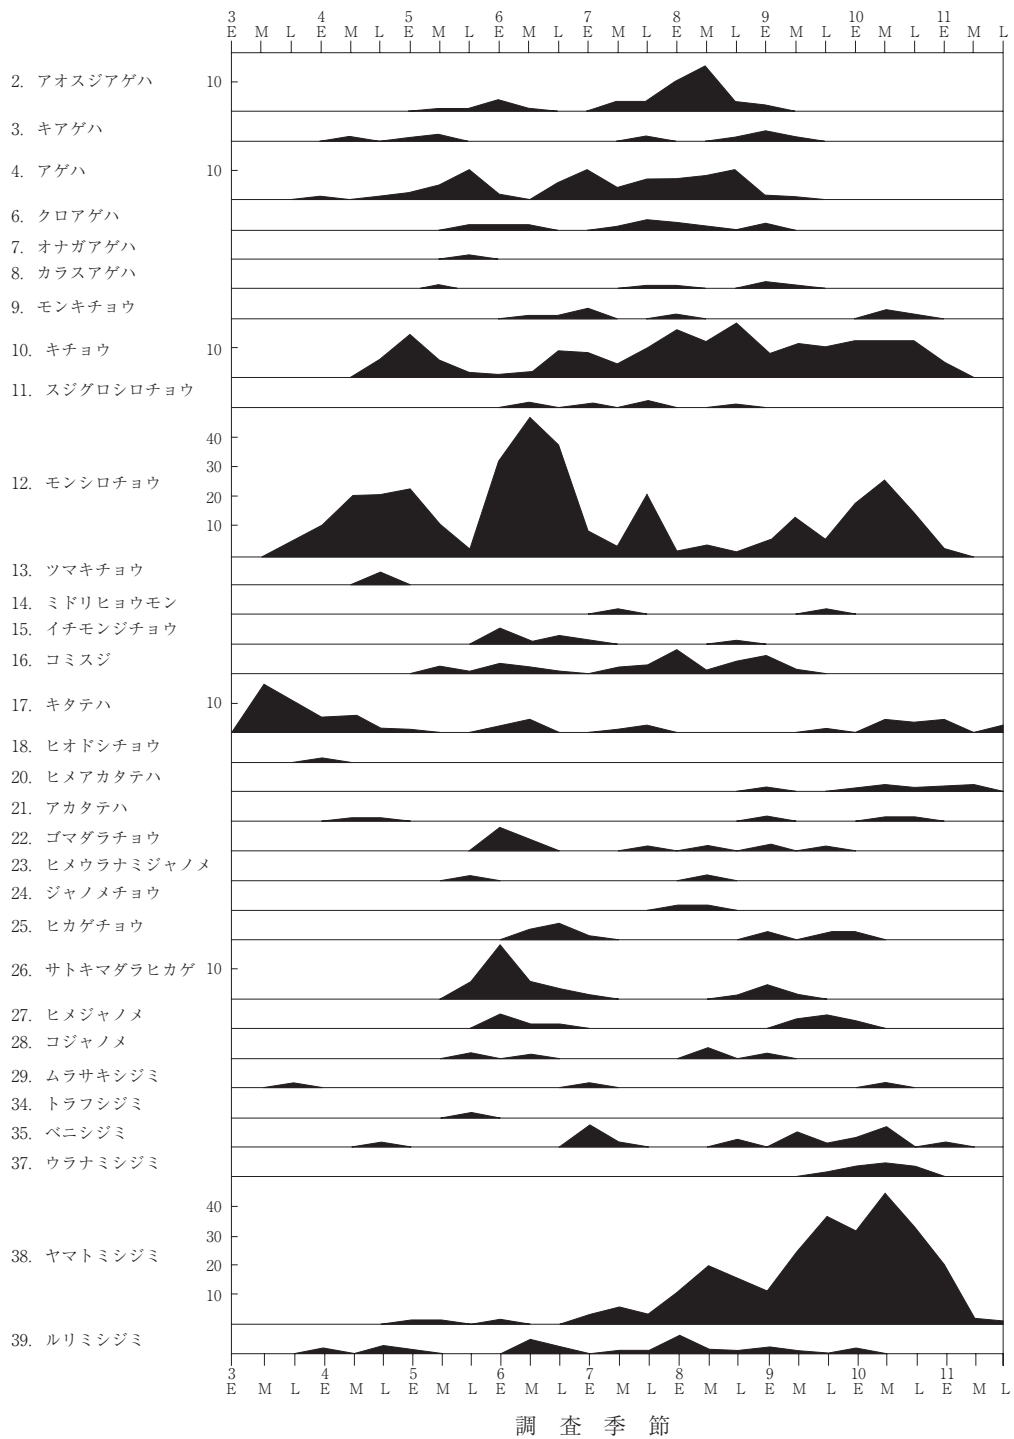 3 4 5 6 7 8 9 10 11
E M L E M L E M L E M L E M L E M L E M L E M L E M L
2. アオスジアゲハ 10
3. キアゲハ
4. アゲハ 10
6. クロアゲハ
7. オナガアゲハ
8. カラスアゲハ
9. モンキチョウ
10. キチョウ 10
11. スジグロシロチョウ
40
30
12. モンシロチョウ
20
10
13. ツマキチョウ
14. ミドリヒョウモン
15. イチモンジチョウ
16. コミスジ
17. キタテハ 10
18. ヒオドシチョウ
20. ヒメアカタテハ
21. アカタテハ
22. ゴマダラチョウ
23. ヒメウラナミジャノメ
24. ジャノメチョウ
25. ヒカゲチョウ
26. サトキマダラヒカゲ 10
27. ヒメジャノメ
28. コジャノメ
29. ムラサキシジミ
34. トラフシジミ
35. ベニシジミ
37. ウラナミシジミ
40
30
38. ヤマトミシジミ
20
10
39. ルリミシジミ
3 4 5 6 7 8 9 10 11
E M L E M L E M L E M L E M L E M L E M L E M L E M L
調査季節